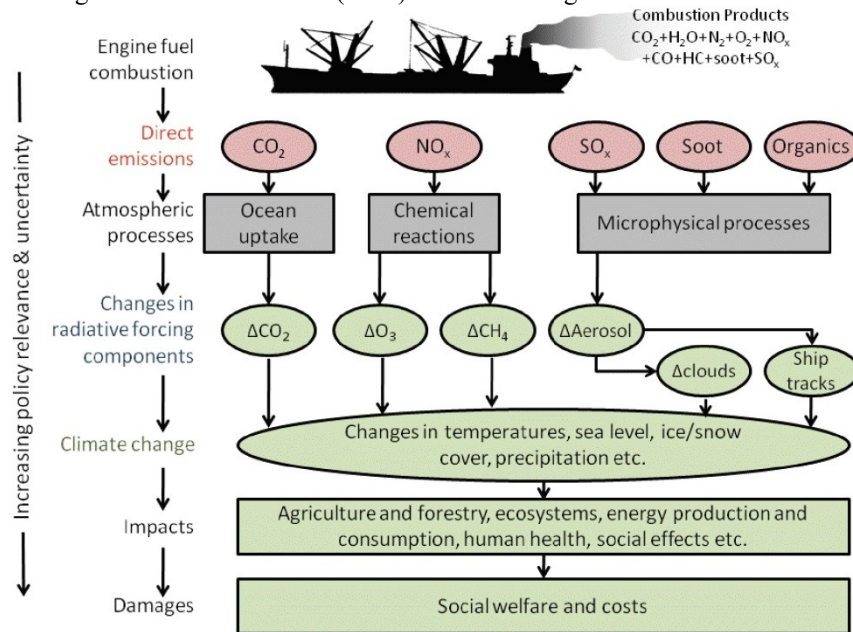 Combustion Products
CO₂+H₂O+N₂+O₂+NOₓ
+CO+HC+soot+SOₓ
Engine fuel
combustion
Direct
emissions
CO₂
NOₓ
SOₓ
Soot
Organics
Atmospheric
processes
Ocean
uptake
Chemical
reactions
Microphysical processes
Changes in
radiative forcing
components
ΔCO₂
ΔO₃
ΔCH₄
ΔAerosol
Δclouds
Ship
tracks
Climate change
Changes in temperatures, sea level, ice/snow
cover, precipitation etc.
Impacts
Agriculture and forestry, ecosystems, energy production and
consumption, human health, social effects etc.
Damages
Social welfare and costs
Increasing policy relevance & uncertainty